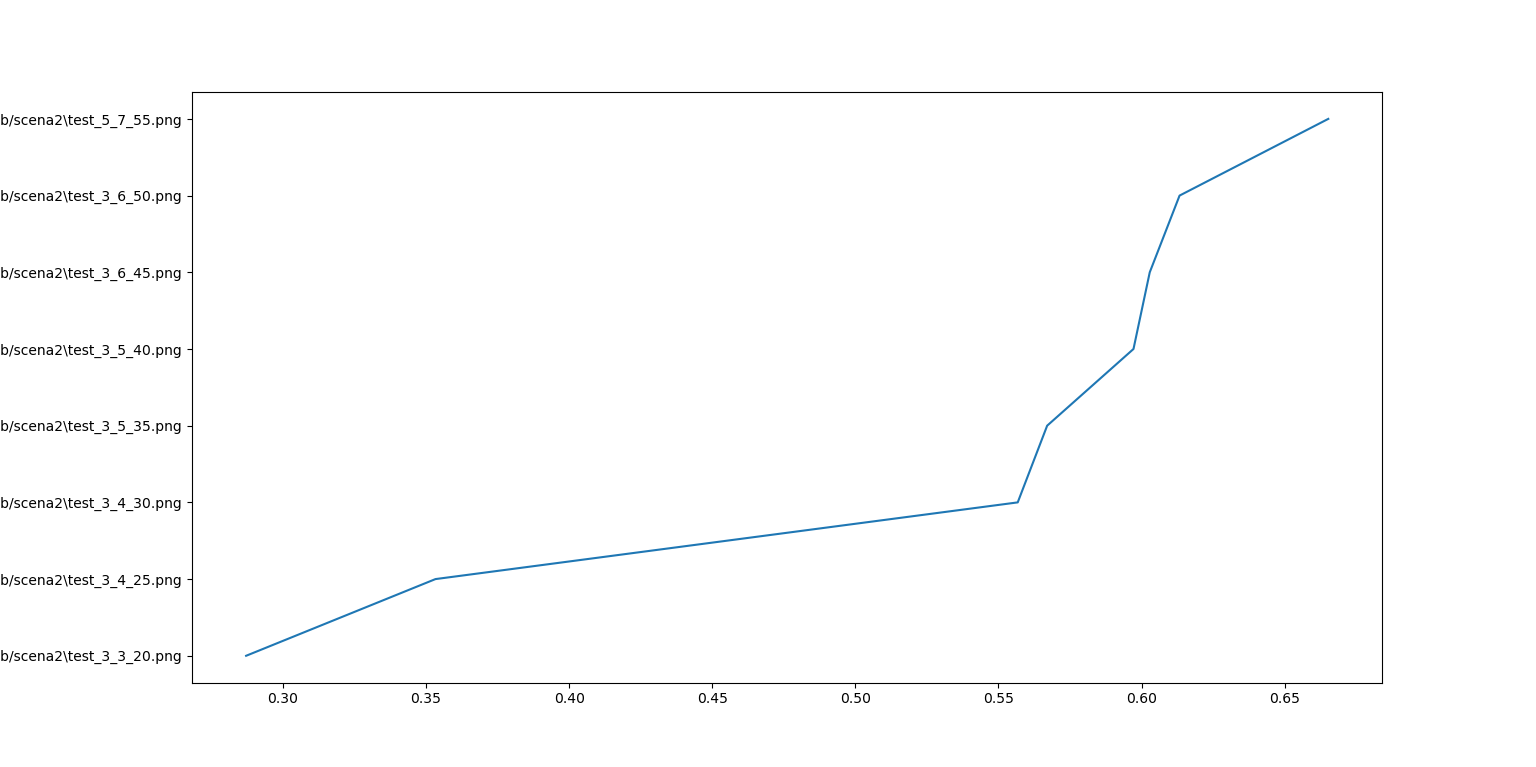 b/scena2\test_5_7_55.png
b/scena2\test_3_6_50.png
b/scena2\test_3_6_45.png
b/scena2\test_3_5_40.png
b/scena2\test_3_5_35.png
b/scena2\test_3_4_30.png
b/scena2\test_3_4_25.png
b/scena2\test_3_3_20.png
0.30 0.35 0.40 0.45 0.50 0.55 0.60 0.65